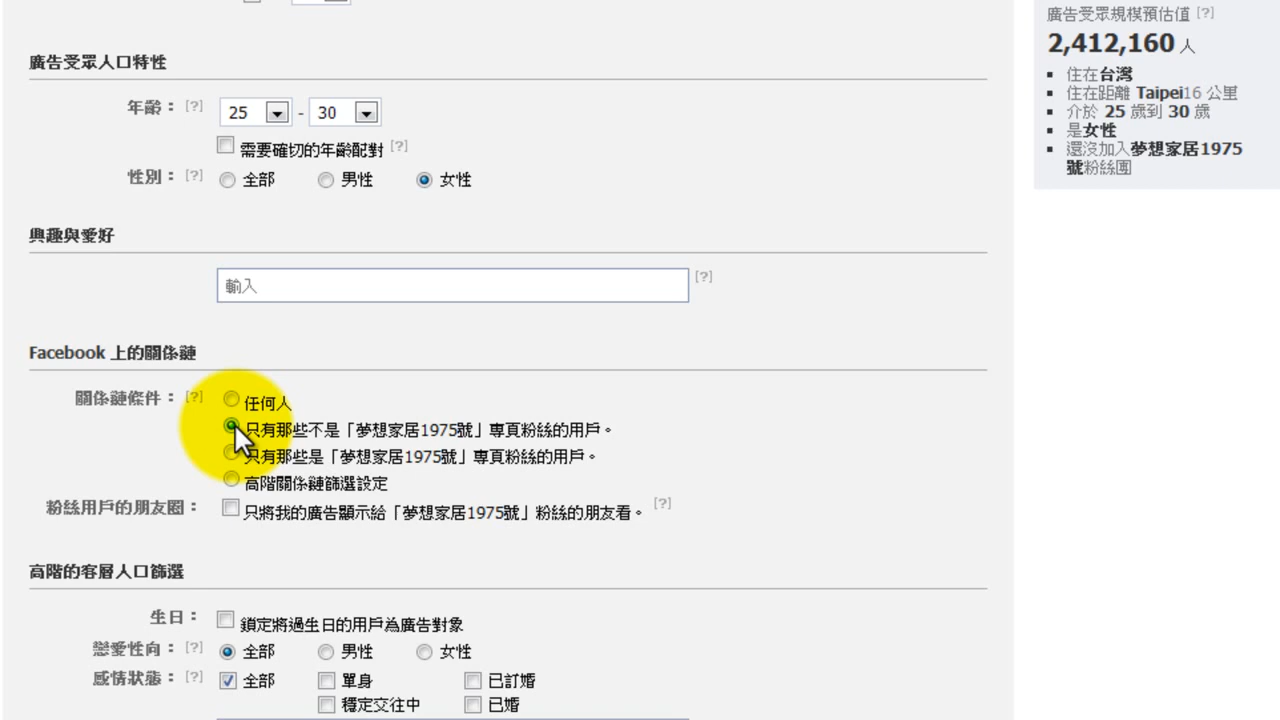 廣告受眾人口特性
年齡： [?] 25 - 30
需要確切的年齡配對 [?]
性別： [?] 全部 男性 女性
興趣與愛好
輸入 [?]
Facebook 上的關係鏈
關係鏈條件： [?] 任何人
只有那些不是「夢想家居1975號」專頁粉絲的用戶。
只有那些是「夢想家居1975號」專頁粉絲的用戶。
高階關係鏈篩選設定
粉絲用戶的朋友圈： 只將我的廣告顯示給「夢想家居1975號」粉絲的朋友看。 [?]
高階的客層人口篩選
生日： 鎖定將過生日的用戶為廣告對象
戀愛性向： [?] 全部 男性 女性
感情狀態： [?] 全部 單身 已訂婚
穩定交往中 已婚
廣告受眾規模預估值 [?]
2,412,160 人
住在台灣
住在距離 Taipei16 公里
介於 25 歲到 30 歲
是女性
還沒加入夢想家居1975
號粉絲團